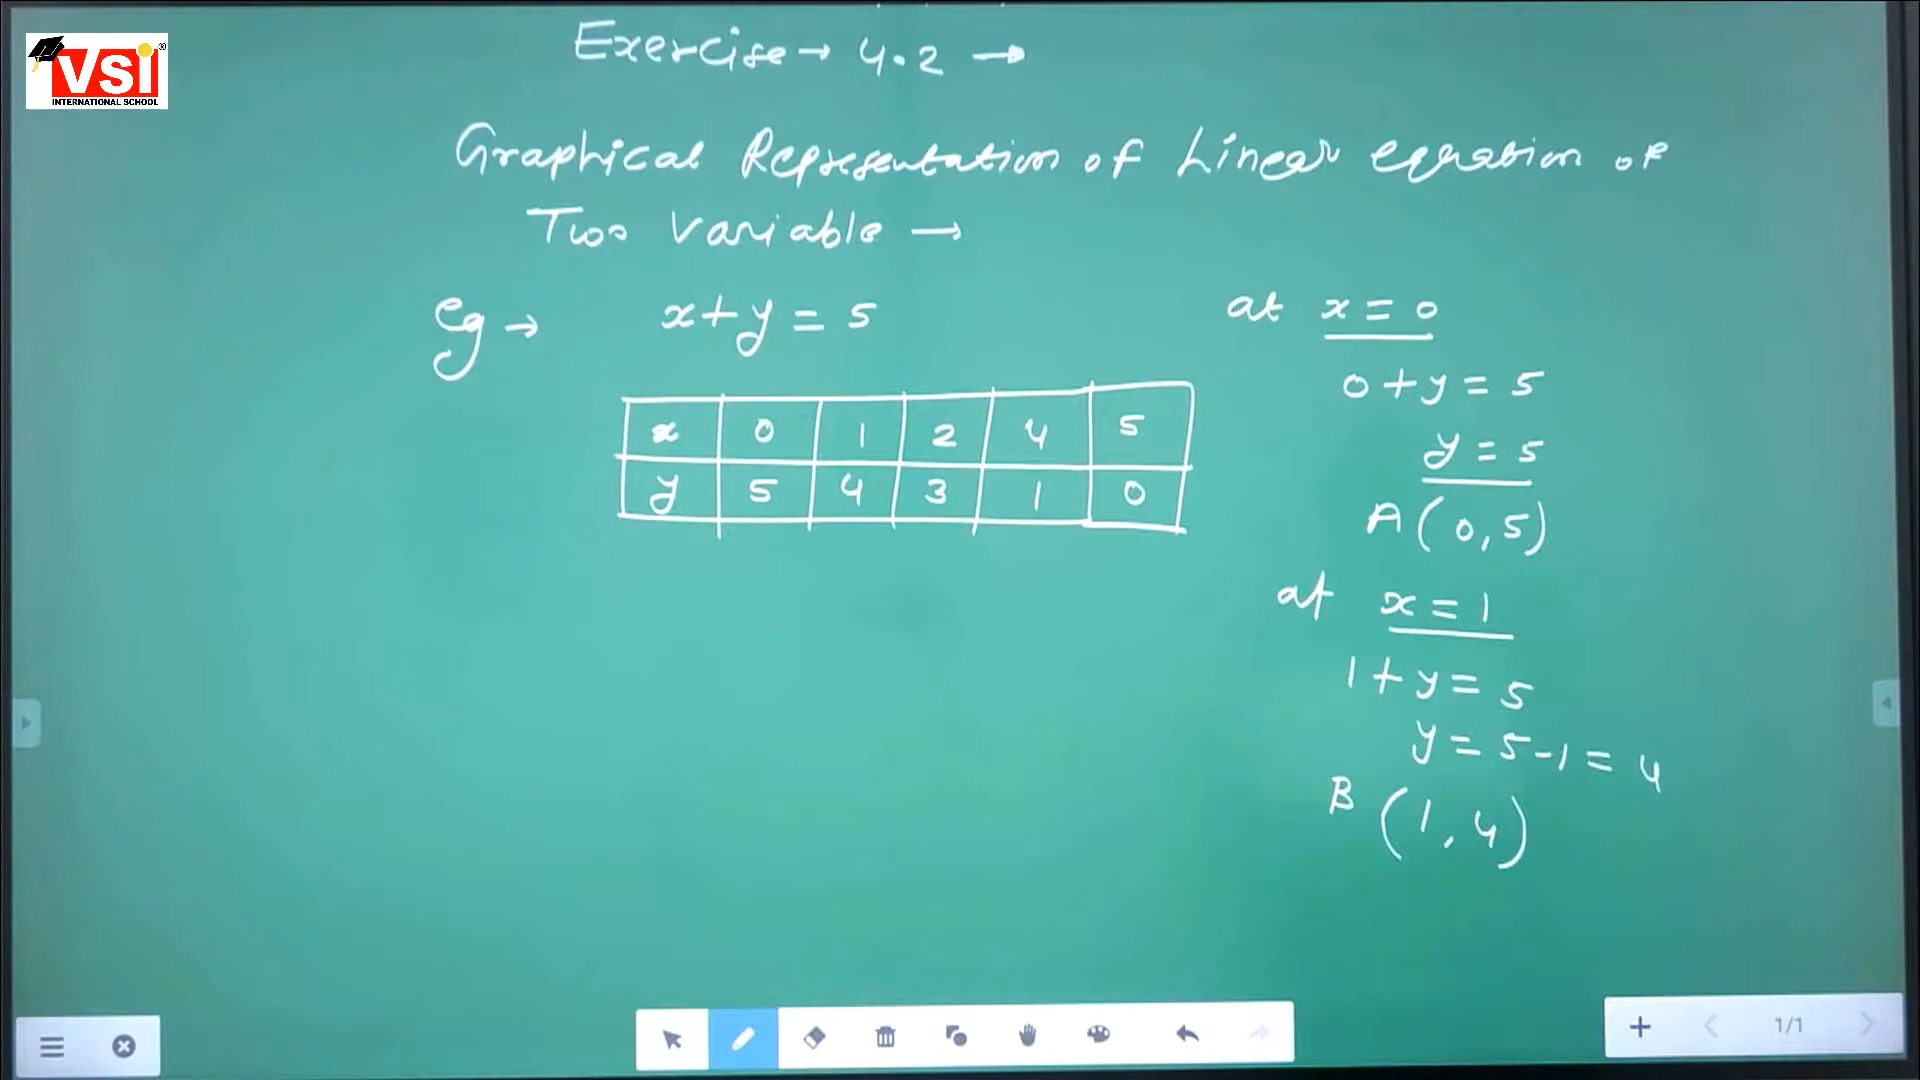 VSI
INTERNATIONAL SCHOOL
Exercise → 4.2 →
Graphical Representation of Linear equation of
Two variable →
eg → x+y = 5
x 0 1 2 4 5
y 5 4 3 1 0
at x = 0
0+y = 5
y = 5
A (0,5)
at x = 1
1+y = 5
y = 5-1 = 4
B (1,4)
1/1